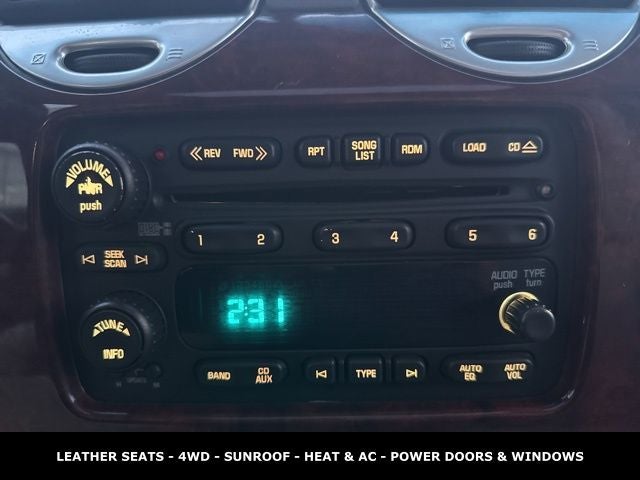 VOLUME
PWR
push
REV FWD
RPT
SONG
LIST
RDM
LOAD CD
1 2 3 4 5 6
SEEK
SCAN
AUDIO TYPE
push turn
2:31
TUNE
INFO
BAND
CD
AUX
TYPE
AUTO
EQ
AUTO
VOL
LEATHER SEATS - 4WD - SUNROOF - HEAT & AC - POWER DOORS & WINDOWS